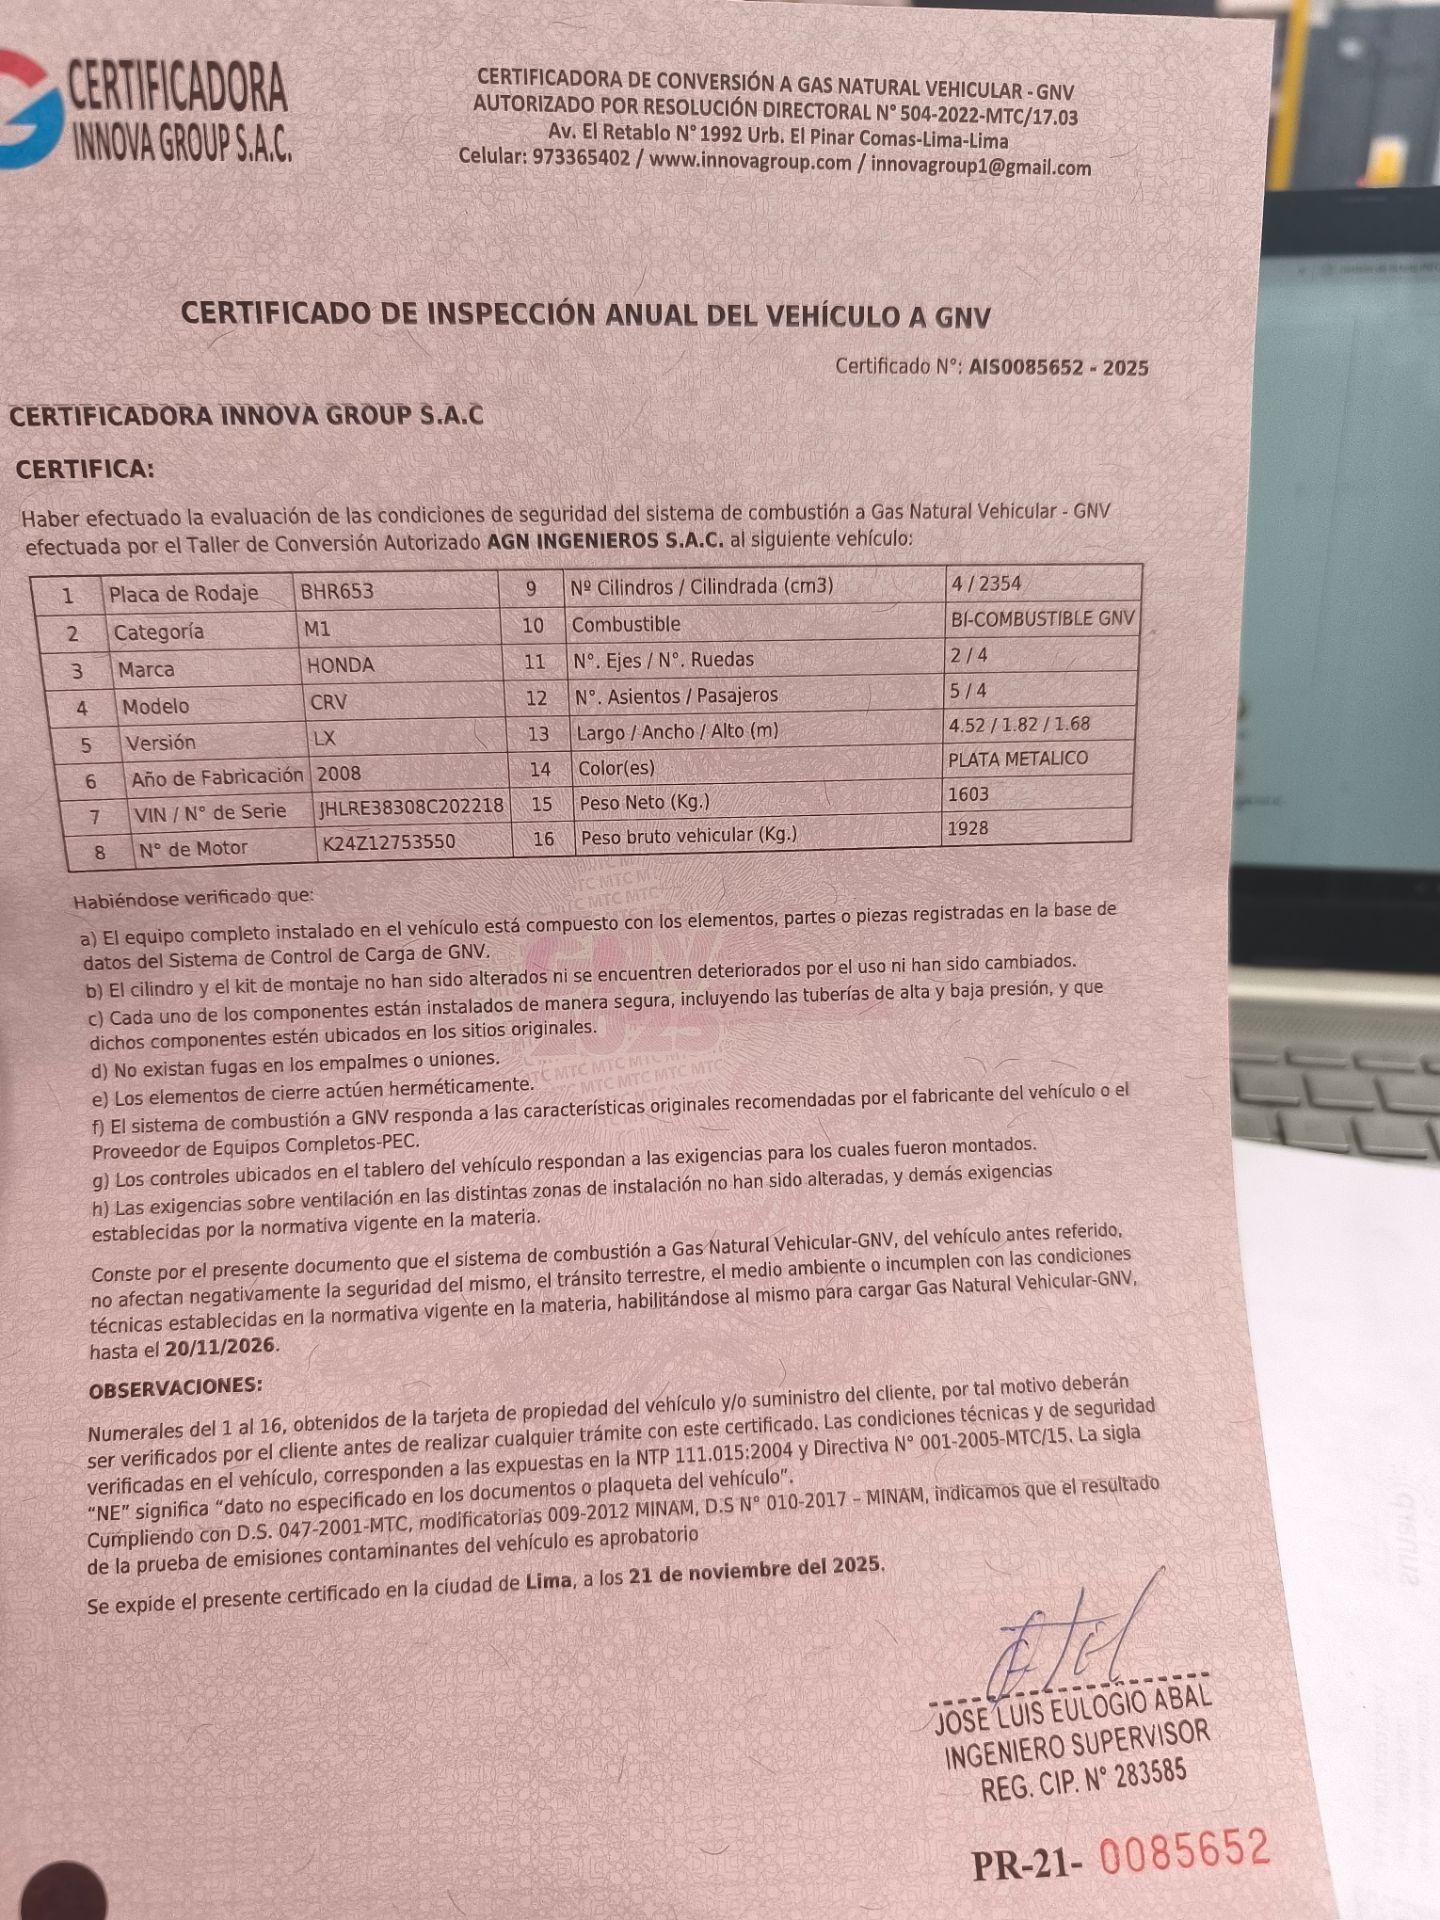 CERTIFICADORA
INNOVA GROUP S.A.C.
CERTIFICADORA DE CONVERSIÓN A GAS NATURAL VEHICULAR - GNV
AUTORIZADO POR RESOLUCIÓN DIRECTORAL N° 504-2022-MTC/17.03
Av. El Retablo N° 1992 Urb. El Pinar Comas-Lima-Lima
Celular: 973365402 / www.innovagroup.com / innovagroup1@gmail.com
CERTIFICADO DE INSPECCIÓN ANUAL DEL VEHÍCULO A GNV
Certificado N°: AIS0085652 - 2025
CERTIFICADORA INNOVA GROUP S.A.C
CERTIFICA:
Haber efectuado la evaluación de las condiciones de seguridad del sistema de combustión a Gas Natural Vehicular - GNV
efectuada por el Taller de Conversión Autorizado AGN INGENIEROS S.A.C. al siguiente vehículo:
1 Placa de Rodaje BHR653 9 Nº Cilindros / Cilindrada (cm3) 4 / 2354
2 Categoría M1 10 Combustible BI-COMBUSTIBLE GNV
3 Marca HONDA 11 N°. Ejes / N°. Ruedas 2 / 4
4 Modelo CRV 12 N°. Asientos / Pasajeros 5 / 4
5 Versión LX 13 Largo / Ancho / Alto (m) 4.52 / 1.82 / 1.68
6 Año de Fabricación 2008 14 Color(es) PLATA METALICO
7 VIN / N° de Serie JHLRE38308C202218 15 Peso Neto (Kg.) 1603
8 N° de Motor K24Z12753550 16 Peso bruto vehicular (Kg.) 1928
Habiéndose verificado que:
a) El equipo completo instalado en el vehículo está compuesto con los elementos, partes o piezas registradas en la base de
datos del Sistema de Control de Carga de GNV.
b) El cilindro y el kit de montaje no han sido alterados ni se encuentren deteriorados por el uso ni han sido cambiados.
c) Cada uno de los componentes están instalados de manera segura, incluyendo las tuberías de alta y baja presión, y que
dichos componentes estén ubicados en los sitios originales.
d) No existan fugas en los empalmes o uniones.
e) Los elementos de cierre actúen herméticamente.
f) El sistema de combustión a GNV responda a las características originales recomendadas por el fabricante del vehículo o el
Proveedor de Equipos Completos-PEC.
g) Los controles ubicados en el tablero del vehículo respondan a las exigencias para los cuales fueron montados.
h) Las exigencias sobre ventilación en las distintas zonas de instalación no han sido alteradas, y demás exigencias
establecidas por la normativa vigente en la materia.
Conste por el presente documento que el sistema de combustión a Gas Natural Vehicular-GNV, del vehículo antes referido,
no afectan negativamente la seguridad del mismo, el tránsito terrestre, el medio ambiente o incumplen con las condiciones
técnicas establecidas en la normativa vigente en la materia, habilitándose al mismo para cargar Gas Natural Vehicular-GNV,
hasta el 20/11/2026.
OBSERVACIONES:
Numerales del 1 al 16, obtenidos de la tarjeta de propiedad del vehículo y/o suministro del cliente, por tal motivo deberán
ser verificados por el cliente antes de realizar cualquier trámite con este certificado. Las condiciones técnicas y de seguridad
verificadas en el vehículo, corresponden a las expuestas en la NTP 111.015:2004 y Directiva N° 001-2005-MTC/15. La sigla
“NE” significa “dato no especificado en los documentos o plaqueta del vehículo”.
Cumpliendo con D.S. 047-2001-MTC, modificatorias 009-2012 MINAM, D.S N° 010-2017 – MINAM, indicamos que el resultado
de la prueba de emisiones contaminantes del vehículo es aprobatorio
Se expide el presente certificado en la ciudad de Lima, a los 21 de noviembre del 2025.
JOSE LUIS EULOGIO ABAL
INGENIERO SUPERVISOR
REG. CIP. N° 283585
PR-21- 0085652